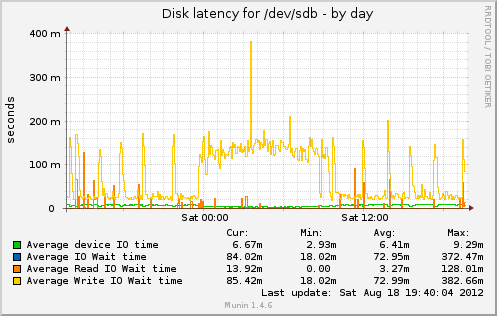 Disk latency for /dev/sdb - by day
RRDTOOL / TOBI OETIKER
seconds
400 m
300 m
200 m
100 m
0
Sat 00:00 Sat 12:00
Cur: Min: Avg: Max:
Average device IO time 6.67m 2.93m 6.41m 9.29m
Average IO Wait time 84.02m 18.02m 72.95m 372.47m
Average Read IO Wait time 13.92m 0.00 3.27m 128.01m
Average Write IO Wait time 85.42m 18.02m 72.99m 382.66m
Last update: Sat Aug 18 19:40:04 2012
Munin 1.4.6